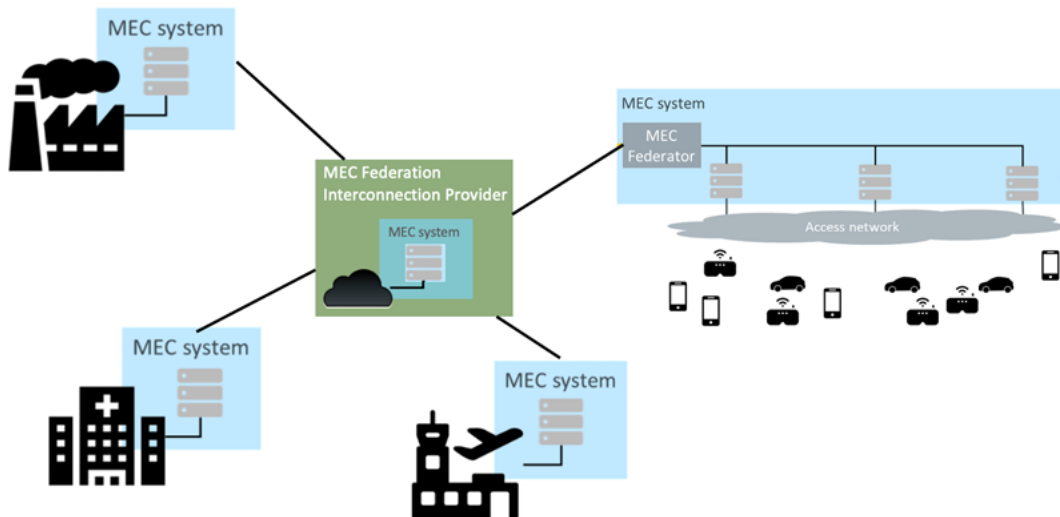 MEC system
MEC system
MEC
Federator
MEC Federation
Interconnection Provider
MEC system
Access network
MEC system
MEC system